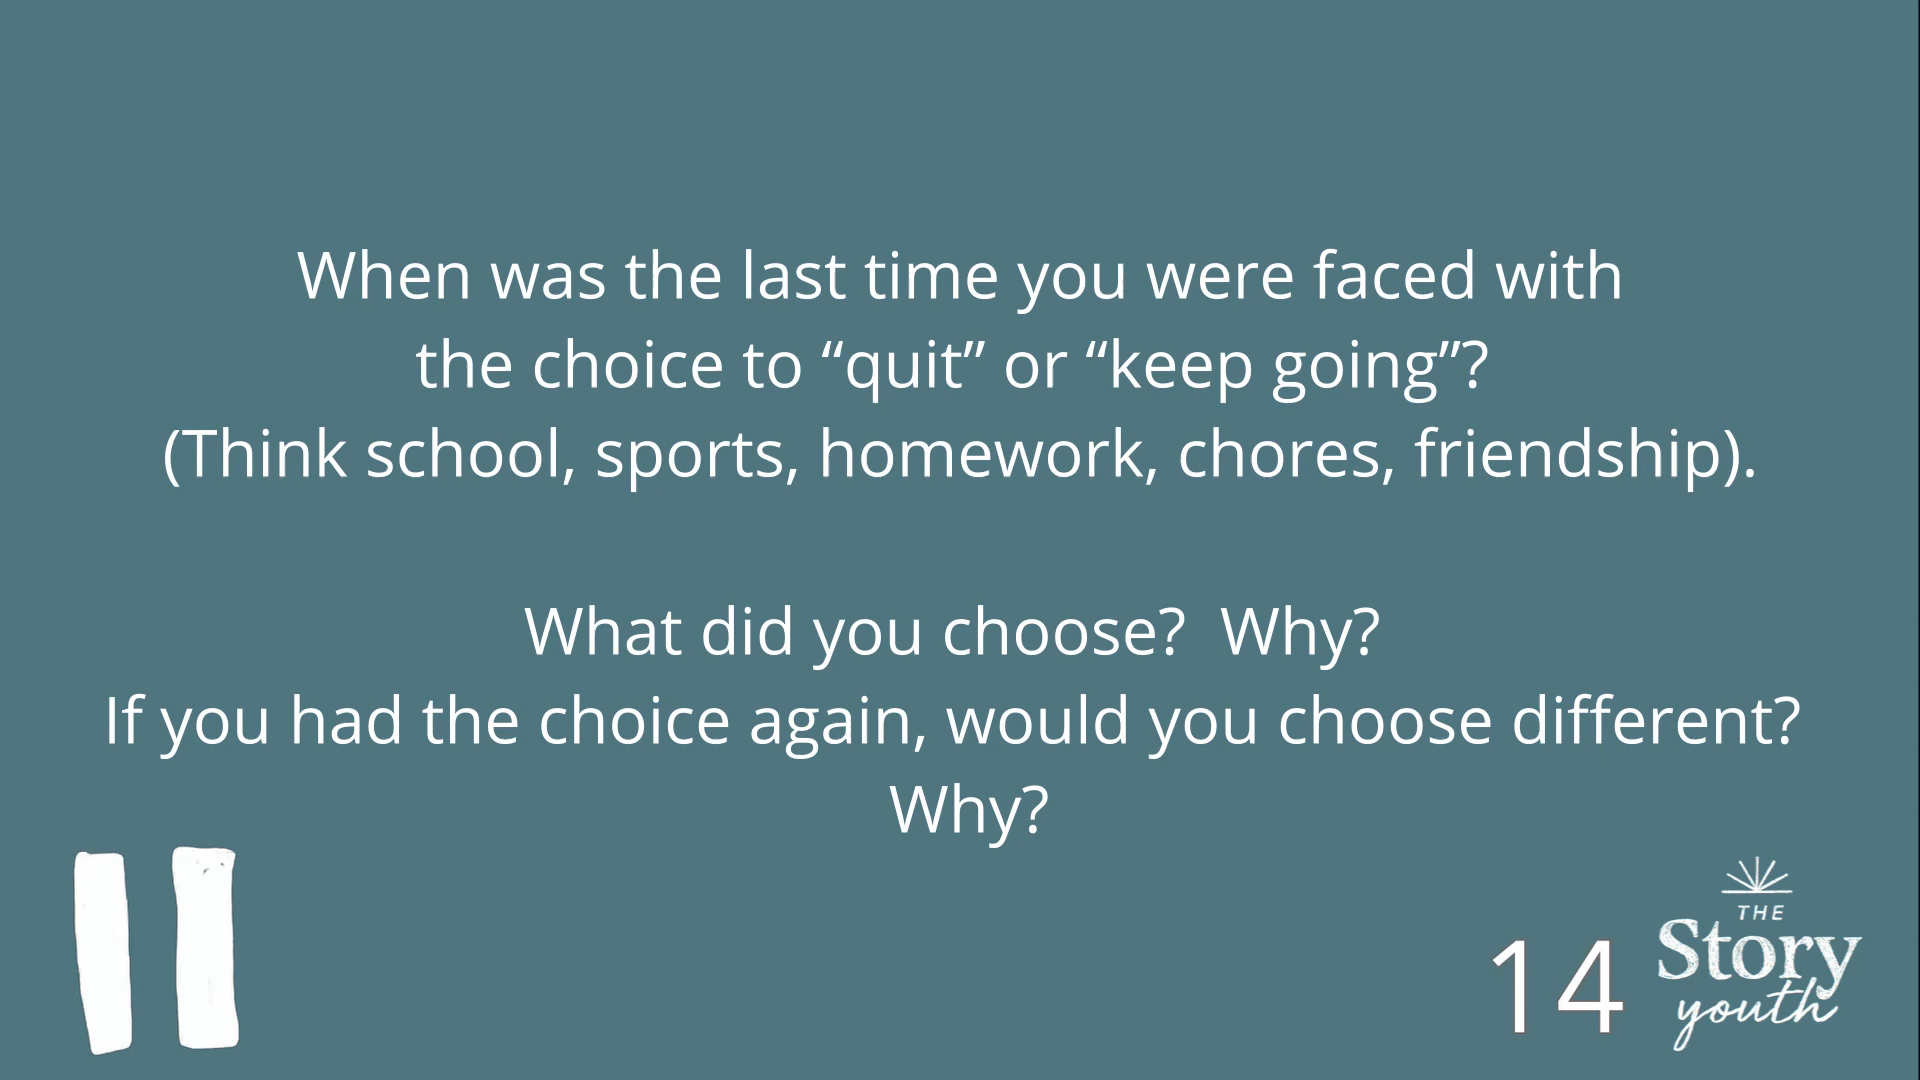 When was the last time you were faced with
the choice to “quit” or “keep going”?
(Think school, sports, homework, chores, friendship).
What did you choose?  Why?
If you had the choice again, would you choose different?
Why?
14
THE
Story
youth